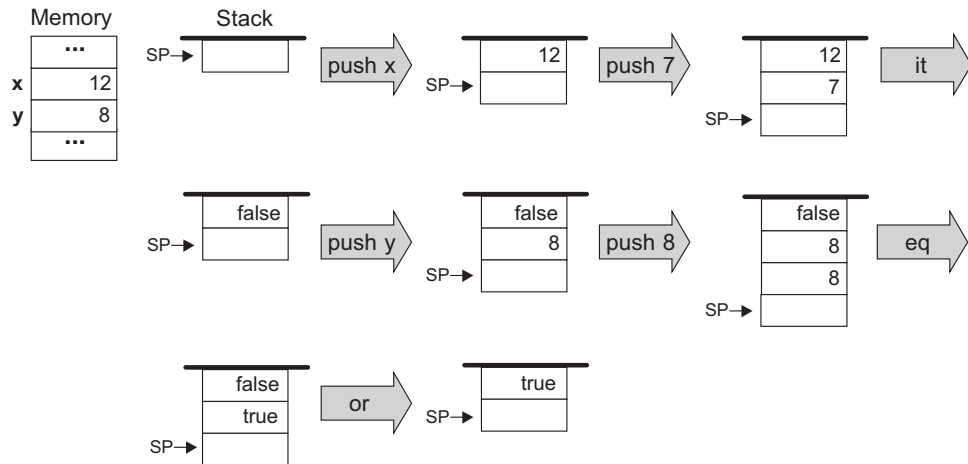 Memory
Stack
...
x 12
y 8
...
SP
push x
12
SP
push 7
12
7
SP
it
false
SP
push y
false
8
SP
push 8
false
8
8
SP
eq
false
true
SP
or
true
SP